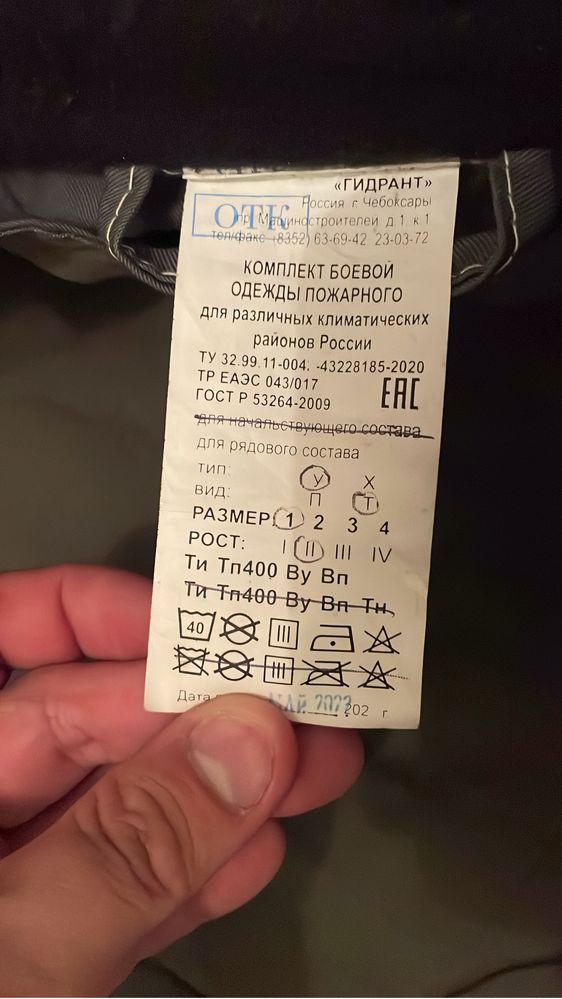 «ГИДРАНТ»
Россия г. Чебоксары
ОТК
пр. Машиностроителей д.1, к.1
тел/факс (8352) 63-69-42 23-03-72
КОМПЛЕКТ БОЕВОЙ
ОДЕЖДЫ ПОЖАРНОГО
для различных климатических
районов России
ТУ 32.99.11-004. -43228185-2020
ТР ЕАЭС 043/017
ГОСТ Р 53264-2009
EAC
для начальствующего состава
для рядового состава
тип: У Х
вид: П Т
РАЗМЕР: 1 2 3 4
РОСТ: I II III IV
Ти Тп400 Ву Вп
Ти Тп400 Ву Вп Тн
40
Дата МАЙ 202 г